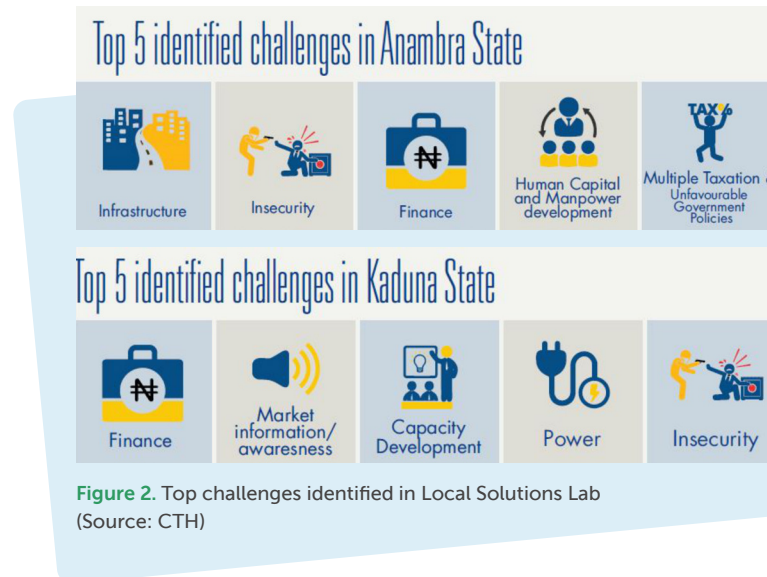 Top 5 identified challenges in Anambra State
Infrastructure
Insecurity
₦
Finance
Human Capital
and Manpower
development
TAX%
Multiple Taxation &
Unfavourable
Government
Policies
Top 5 identified challenges in Kaduna State
₦
Finance
Market
information/
awaresness
Capacity
Development
Power
Insecurity
Figure 2. Top challenges identified in Local Solutions Lab
(Source: CTH)